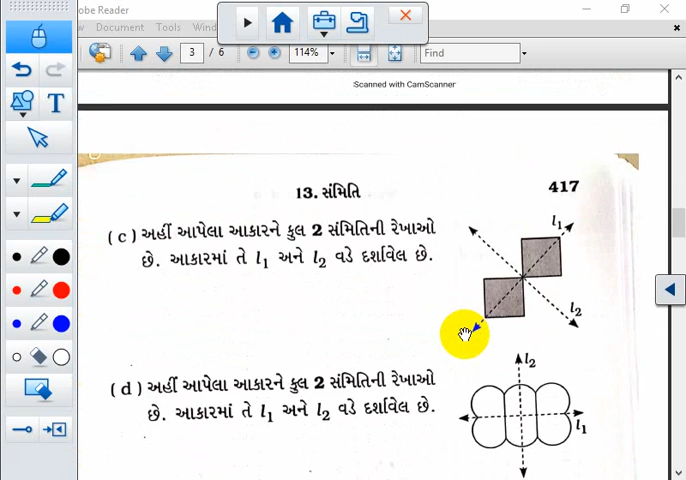 obe Reader
w Document Tools Wind
3 / 6 114% Find
Scanned with CamScanner
13. સંમિતિ 417
( c ) અહીં આપેલા આકારને કુલ 2 સંમિતિની રેખાઓ
છે. આકારમાં તે l₁ અને l₂ વડે દર્શાવેલ છે.
l₁
l₂
( d ) અહીં આપેલા આકારને કુલ 2 સંમિતિની રેખાઓ
છે. આકારમાં તે l₁ અને l₂ વડે દર્શાવેલ છે.
l₂
l₁
T